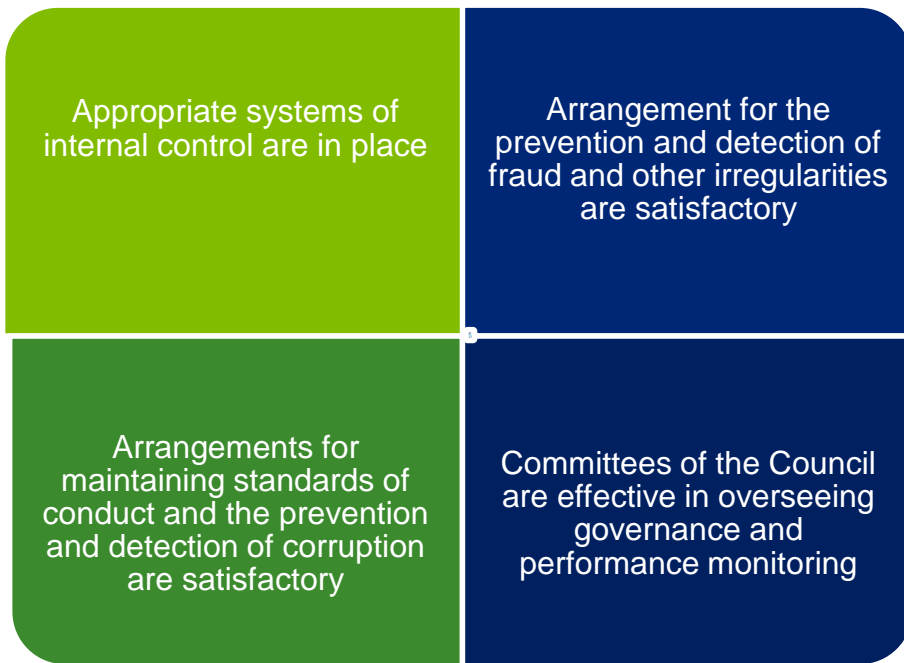 Appropriate systems of
internal control are in place
Arrangement for the
prevention and detection of
fraud and other irregularities
are satisfactory
Arrangements for
maintaining standards of
conduct and the prevention
and detection of corruption
are satisfactory
Committees of the Council
are effective in overseeing
governance and
performance monitoring